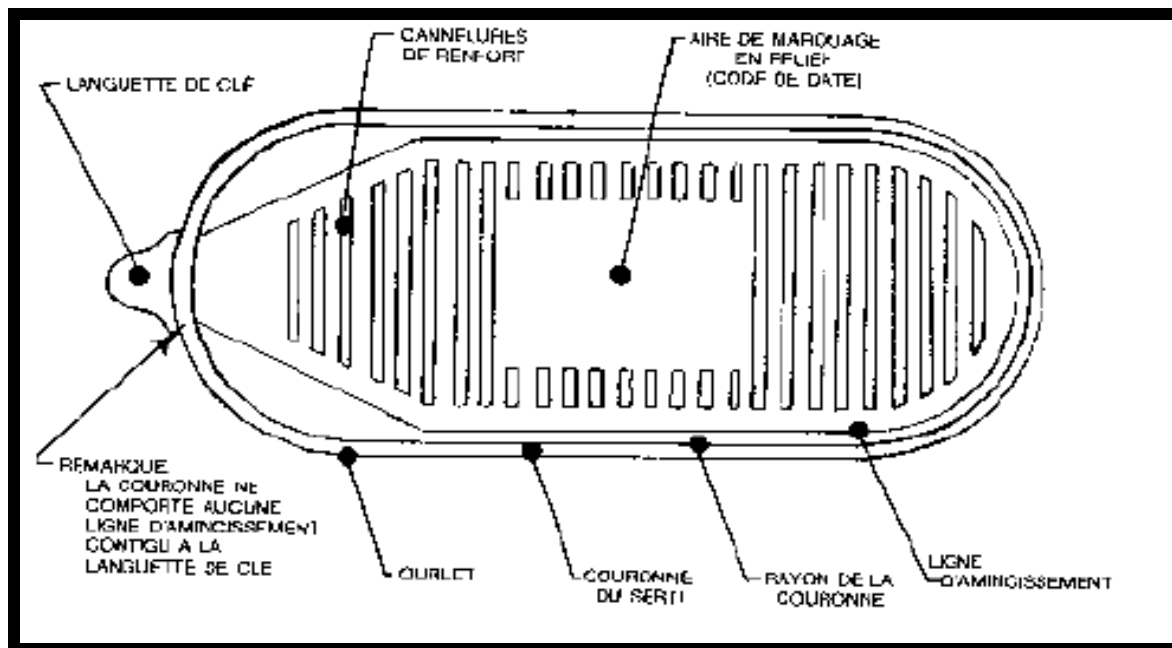 CANNELURES
DE RENFORT
AIRE DE MARQUAGE
EN RELIEF
(CODE DE DATE)
LANGUETTE DE CLÉ
REMARQUE
LA COURONNE NE
COMPORTE AUCUNE
LIGNE D'AMINCISSEMENT
CONTIGU A LA
LANGUETTE DE CLE
OURLET
COURONNE
DU SERTI
RAYON DE LA
COURONNE
LIGNE
D'AMINCISSEMENT